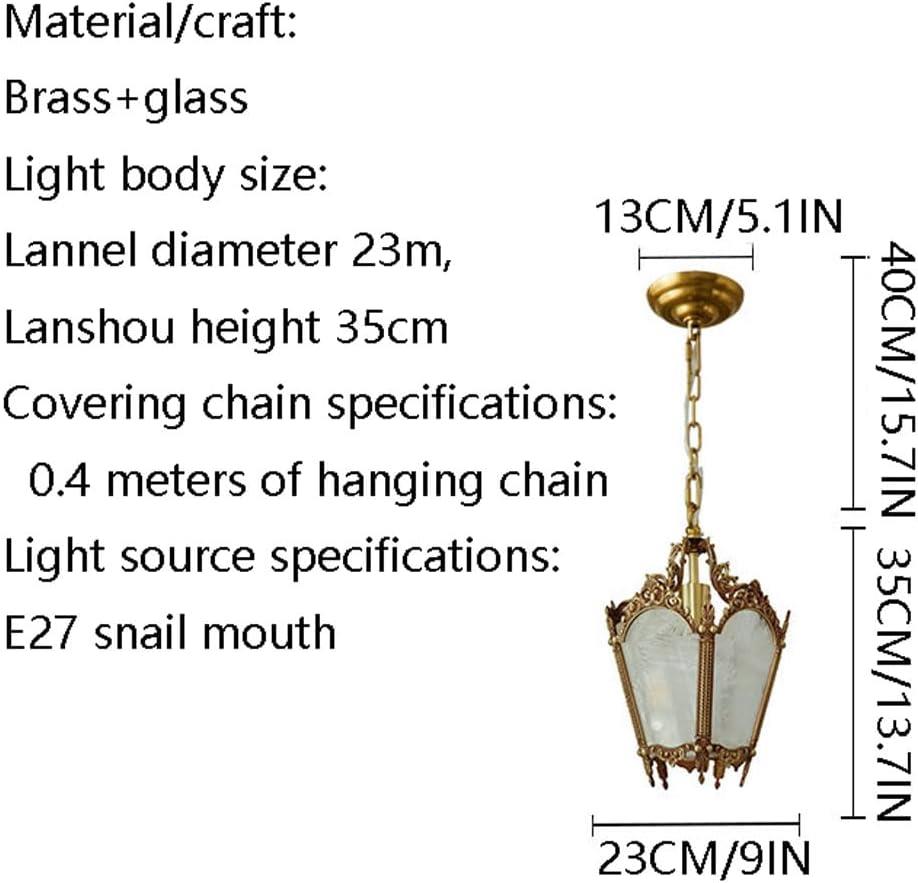 Material/craft:
Brass+glass
Light body size:
Lannel diameter 23m,
Lanshou height 35cm
Covering chain specifications:
0.4 meters of hanging chain
Light source specifications:
E27 snail mouth
13CM/5.1IN
40CM/15.7IN
35CM/13.7IN
23CM/9IN